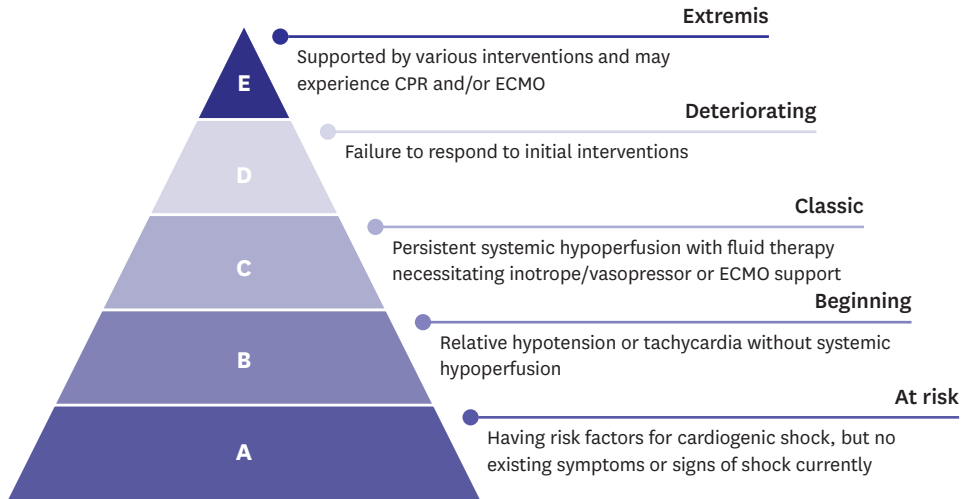 Extremis
E
Supported by various interventions and may
experience CPR and/or ECMO
Deteriorating
D
Failure to respond to initial interventions
Classic
C
Persistent systemic hypoperfusion with fluid therapy
necessitating inotrope/vasopressor or ECMO support
Beginning
B
Relative hypotension or tachycardia without systemic
hypoperfusion
At risk
A
Having risk factors for cardiogenic shock, but no
existing symptoms or signs of shock currently